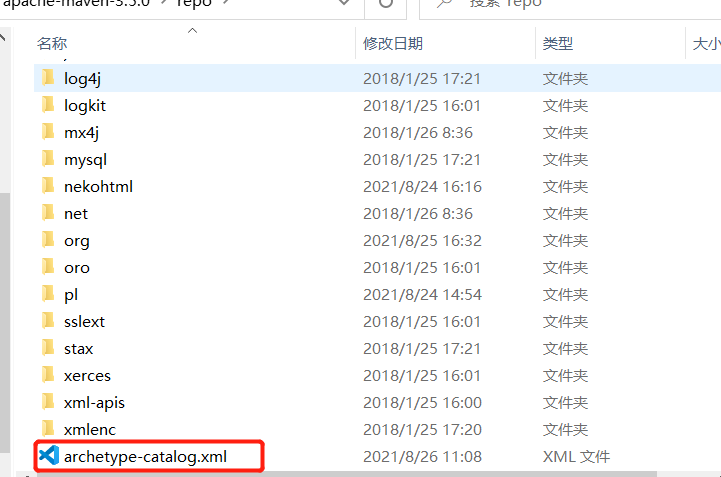 apache-maven-3.5.0 > repo >
搜索"repo"
名称 修改日期 类型 大小
log4j 2018/1/25 17:21 文件夹
logkit 2018/1/25 16:01 文件夹
mx4j 2018/1/26 8:36 文件夹
mysql 2018/1/25 17:21 文件夹
nekohtml 2021/8/24 16:16 文件夹
net 2018/1/26 8:36 文件夹
org 2021/8/25 16:32 文件夹
oro 2018/1/25 16:01 文件夹
pl 2021/8/24 14:54 文件夹
sslext 2018/1/25 16:01 文件夹
stax 2018/1/25 17:21 文件夹
xerces 2018/1/25 16:01 文件夹
xml-apis 2018/1/25 16:00 文件夹
xmlenc 2018/1/25 17:20 文件夹
archetype-catalog.xml 2021/8/26 11:08 XML 文件